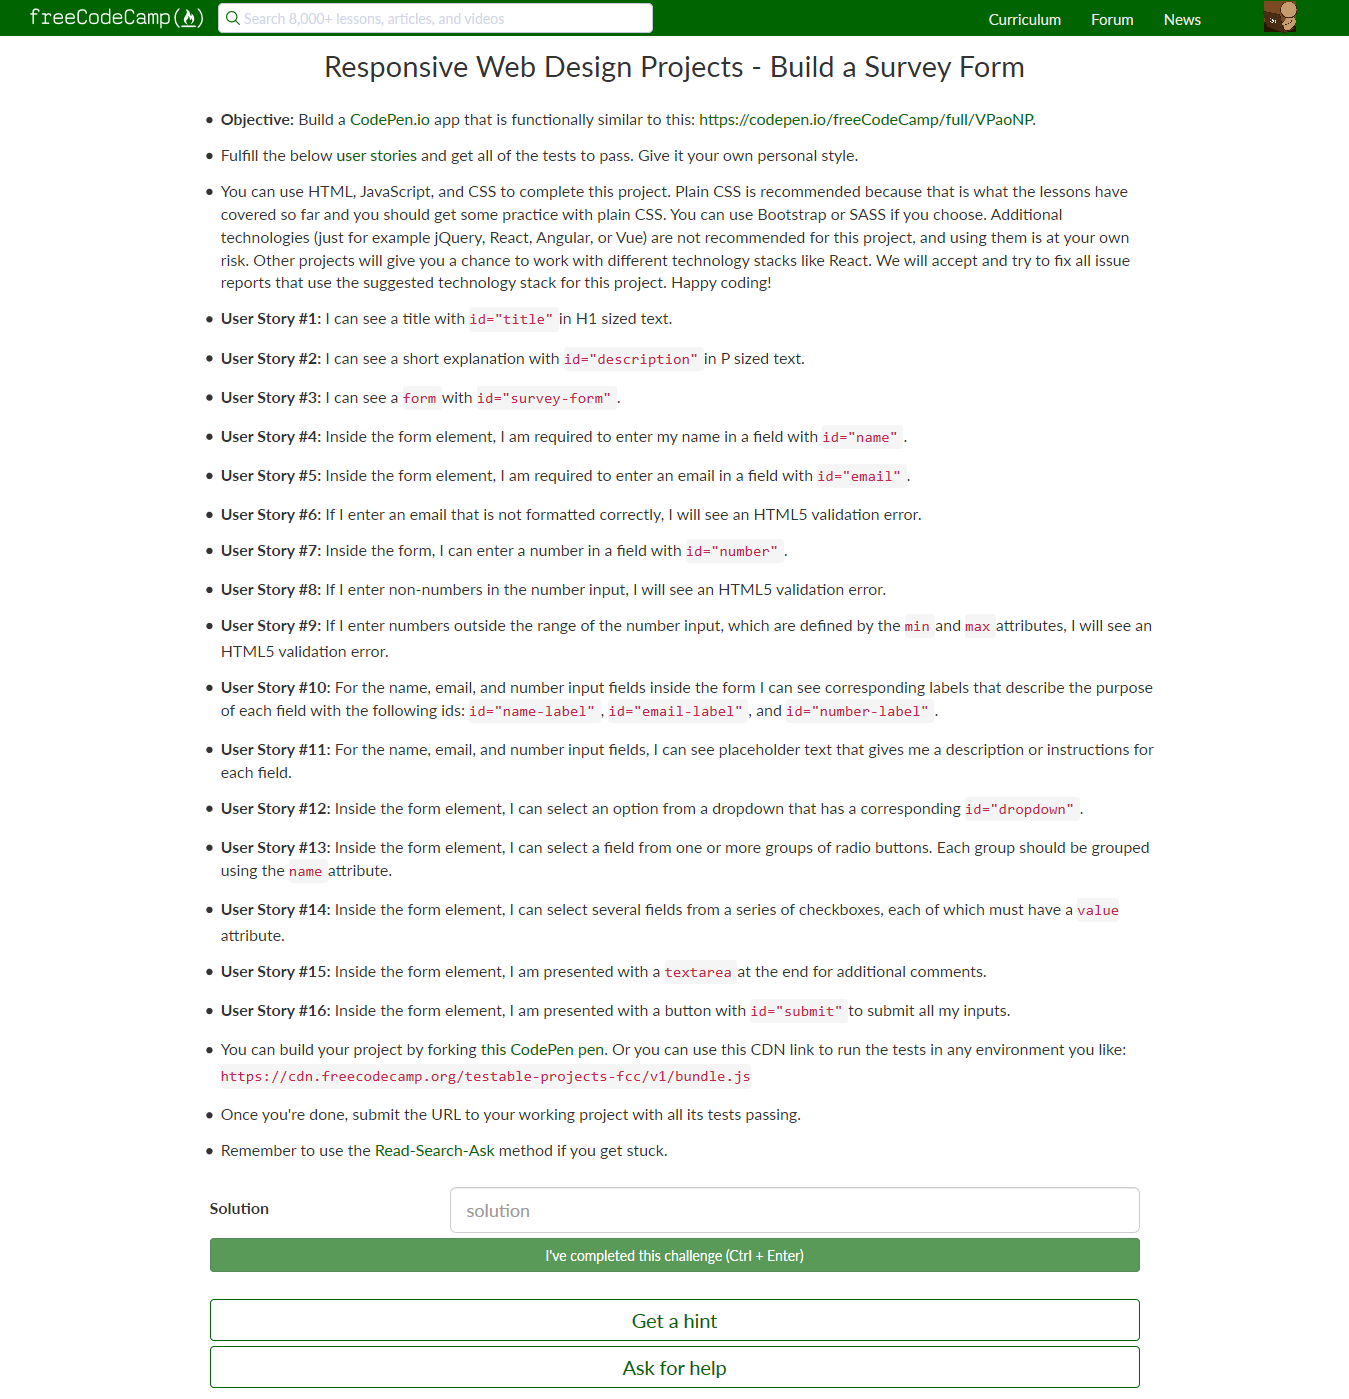 freeCodeCamp
Search 8,000+ lessons, articles, and videos
Curriculum
Forum
News
Responsive Web Design Projects - Build a Survey Form
Objective: Build a CodePen.io app that is functionally similar to this: https://codepen.io/freeCodeCamp/full/VPaoNP.
Fulfill the below user stories and get all of the tests to pass. Give it your own personal style.
You can use HTML, JavaScript, and CSS to complete this project. Plain CSS is recommended because that is what the lessons have
covered so far and you should get some practice with plain CSS. You can use Bootstrap or SASS if you choose. Additional
technologies (just for example jQuery, React, Angular, or Vue) are not recommended for this project, and using them is at your own
risk. Other projects will give you a chance to work with different technology stacks like React. We will accept and try to fix all issue
reports that use the suggested technology stack for this project. Happy coding!
User Story #1: I can see a title with id="title" in H1 sized text.
User Story #2: I can see a short explanation with id="description" in P sized text.
User Story #3: I can see a form with id="survey-form" .
User Story #4: Inside the form element, I am required to enter my name in a field with id="name" .
User Story #5: Inside the form element, I am required to enter an email in a field with id="email" .
User Story #6: If I enter an email that is not formatted correctly, I will see an HTML5 validation error.
User Story #7: Inside the form, I can enter a number in a field with id="number" .
User Story #8: If I enter non-numbers in the number input, I will see an HTML5 validation error.
User Story #9: If I enter numbers outside the range of the number input, which are defined by the min and max attributes, I will see an
HTML5 validation error.
User Story #10: For the name, email, and number input fields inside the form I can see corresponding labels that describe the purpose
of each field with the following ids: id="name-label" , id="email-label" , and id="number-label" .
User Story #11: For the name, email, and number input fields, I can see placeholder text that gives me a description or instructions for
each field.
User Story #12: Inside the form element, I can select an option from a dropdown that has a corresponding id="dropdown" .
User Story #13: Inside the form element, I can select a field from one or more groups of radio buttons. Each group should be grouped
using the name attribute.
User Story #14: Inside the form element, I can select several fields from a series of checkboxes, each of which must have a value
attribute.
User Story #15: Inside the form element, I am presented with a textarea at the end for additional comments.
User Story #16: Inside the form element, I am presented with a button with id="submit" to submit all my inputs.
You can build your project by forking this CodePen pen. Or you can use this CDN link to run the tests in any environment you like:
https://cdn.freecodecamp.org/testable-projects-fcc/v1/bundle.js
Once you're done, submit the URL to your working project with all its tests passing.
Remember to use the Read-Search-Ask method if you get stuck.
Solution
solution
I've completed this challenge (Ctrl + Enter)
Get a hint
Ask for help